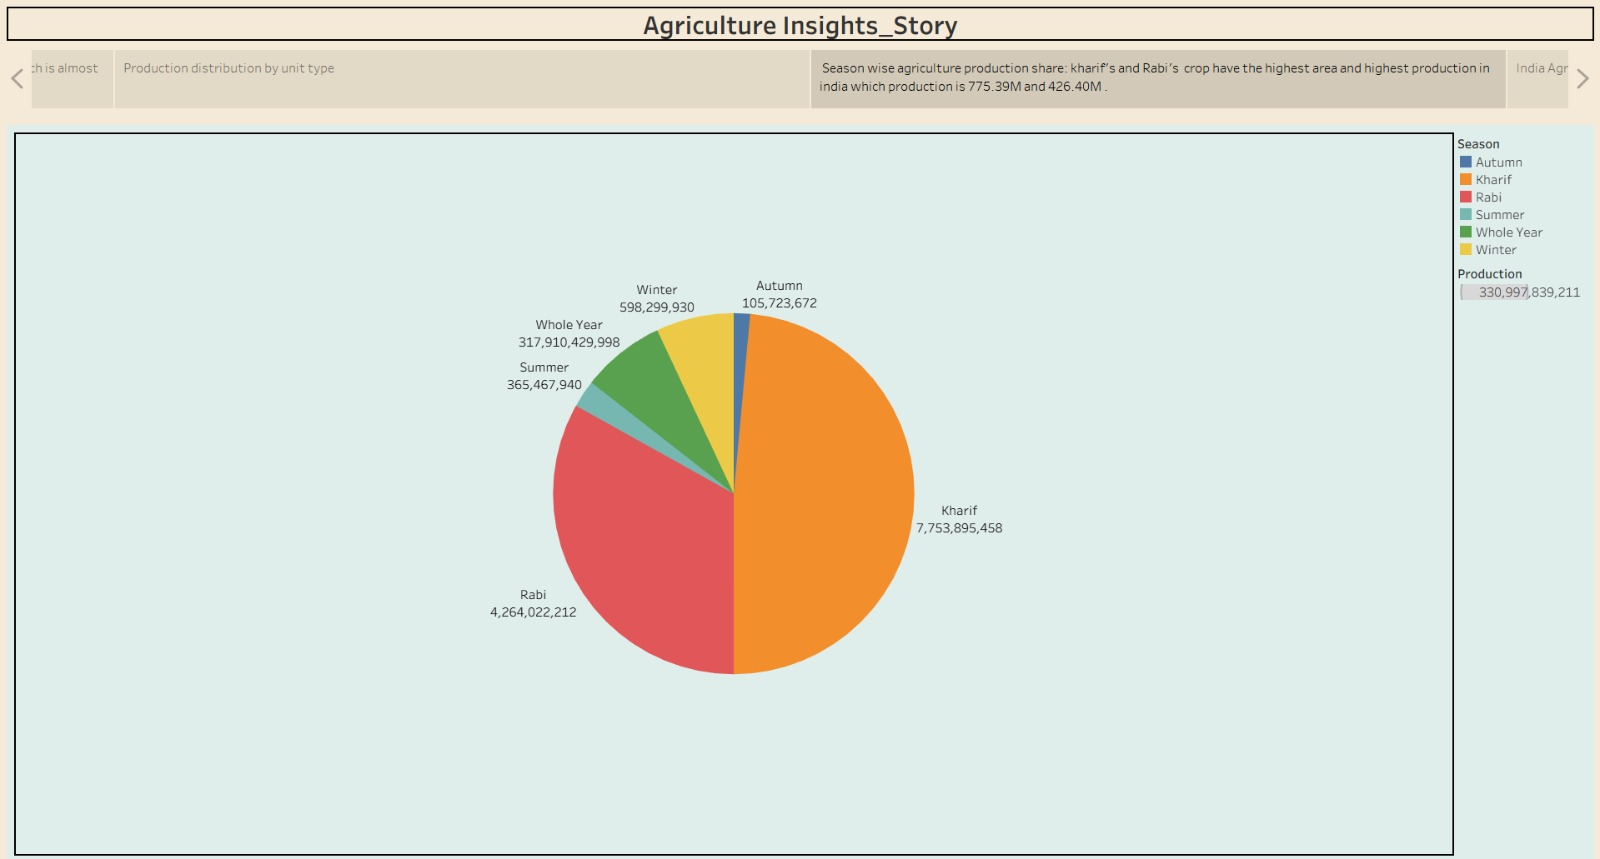 Agriculture Insights_Story
ch is almost
Production distribution by unit type
Season wise agriculture production share: kharif's and Rabi's crop have the highest area and highest production in
india which production is 775.39M and 426.40M .
India Agr
Season
Autumn
Kharif
Rabi
Summer
Whole Year
Winter
Production
330,997,839,211
Autumn
105,723,672
Winter
598,299,930
Whole Year
317,910,429,998
Summer
365,467,940
Kharif
7,753,895,458
Rabi
4,264,022,212